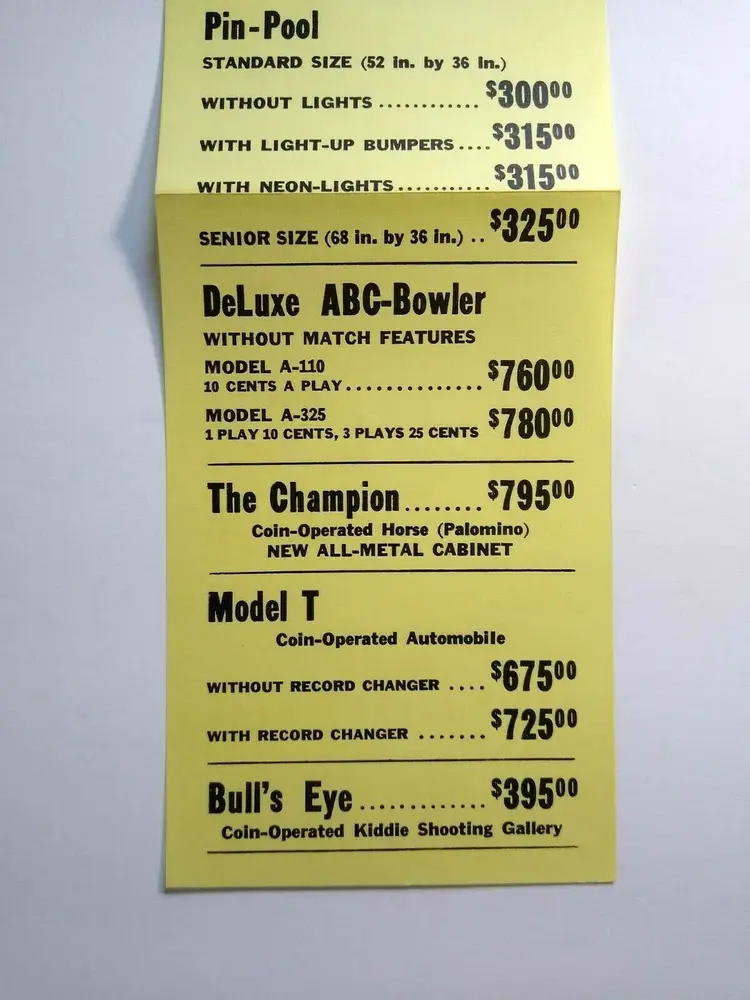 Pin-Pool
STANDARD SIZE (52 in. by 36 In.)
WITHOUT LIGHTS ............ $30000
WITH LIGHT-UP BUMPERS .... $31500
WITH NEON-LIGHTS ........... $31500
SENIOR SIZE (68 in. by 36 in.) .. $32500
DeLuxe ABC-Bowler
WITHOUT MATCH FEATURES
MODEL A-110
10 CENTS A PLAY............... $76000
MODEL A-325
1 PLAY 10 CENTS, 3 PLAYS 25 CENTS $78000
The Champion........ $79500
Coin-Operated Horse (Palomino)
NEW ALL-METAL CABINET
Model T
Coin-Operated Automobile
WITHOUT RECORD CHANGER .... $67500
WITH RECORD CHANGER ....... $72500
Bull's Eye ............. $39500
Coin-Operated Kiddie Shooting Gallery